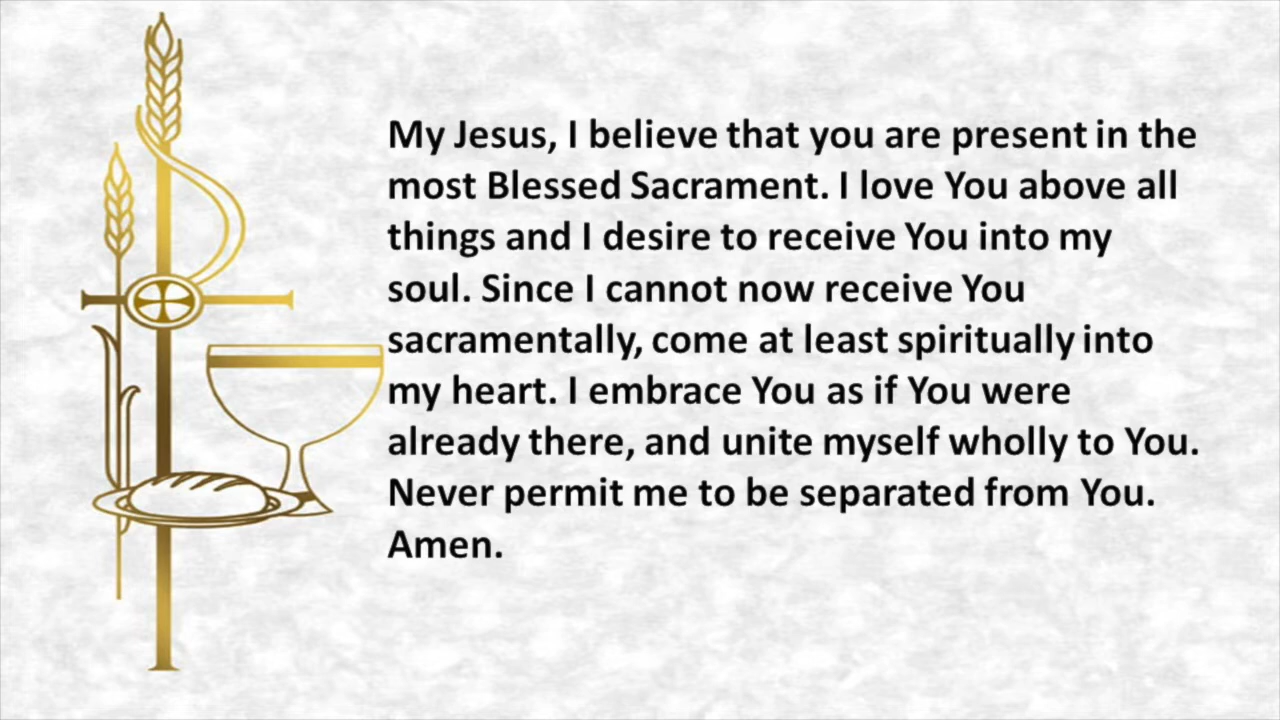 My Jesus, I believe that you are present in the
most Blessed Sacrament. I love You above all
things and I desire to receive You into my
soul. Since I cannot now receive You
sacramentally, come at least spiritually into
my heart. I embrace You as if You were
already there, and unite myself wholly to You.
Never permit me to be separated from You.
Amen.